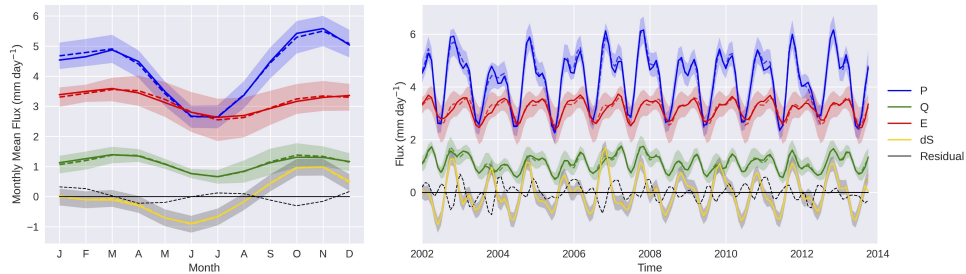 Monthly Mean Flux (mm day⁻¹)
6
5
4
3
2
1
0
−1
J F M A M J J A S O N D
Month
Flux (mm day⁻¹)
6
4
2
0
−2
2002 2004 2006 2008 2010 2012 2014
Time
P
Q
E
dS
Residual